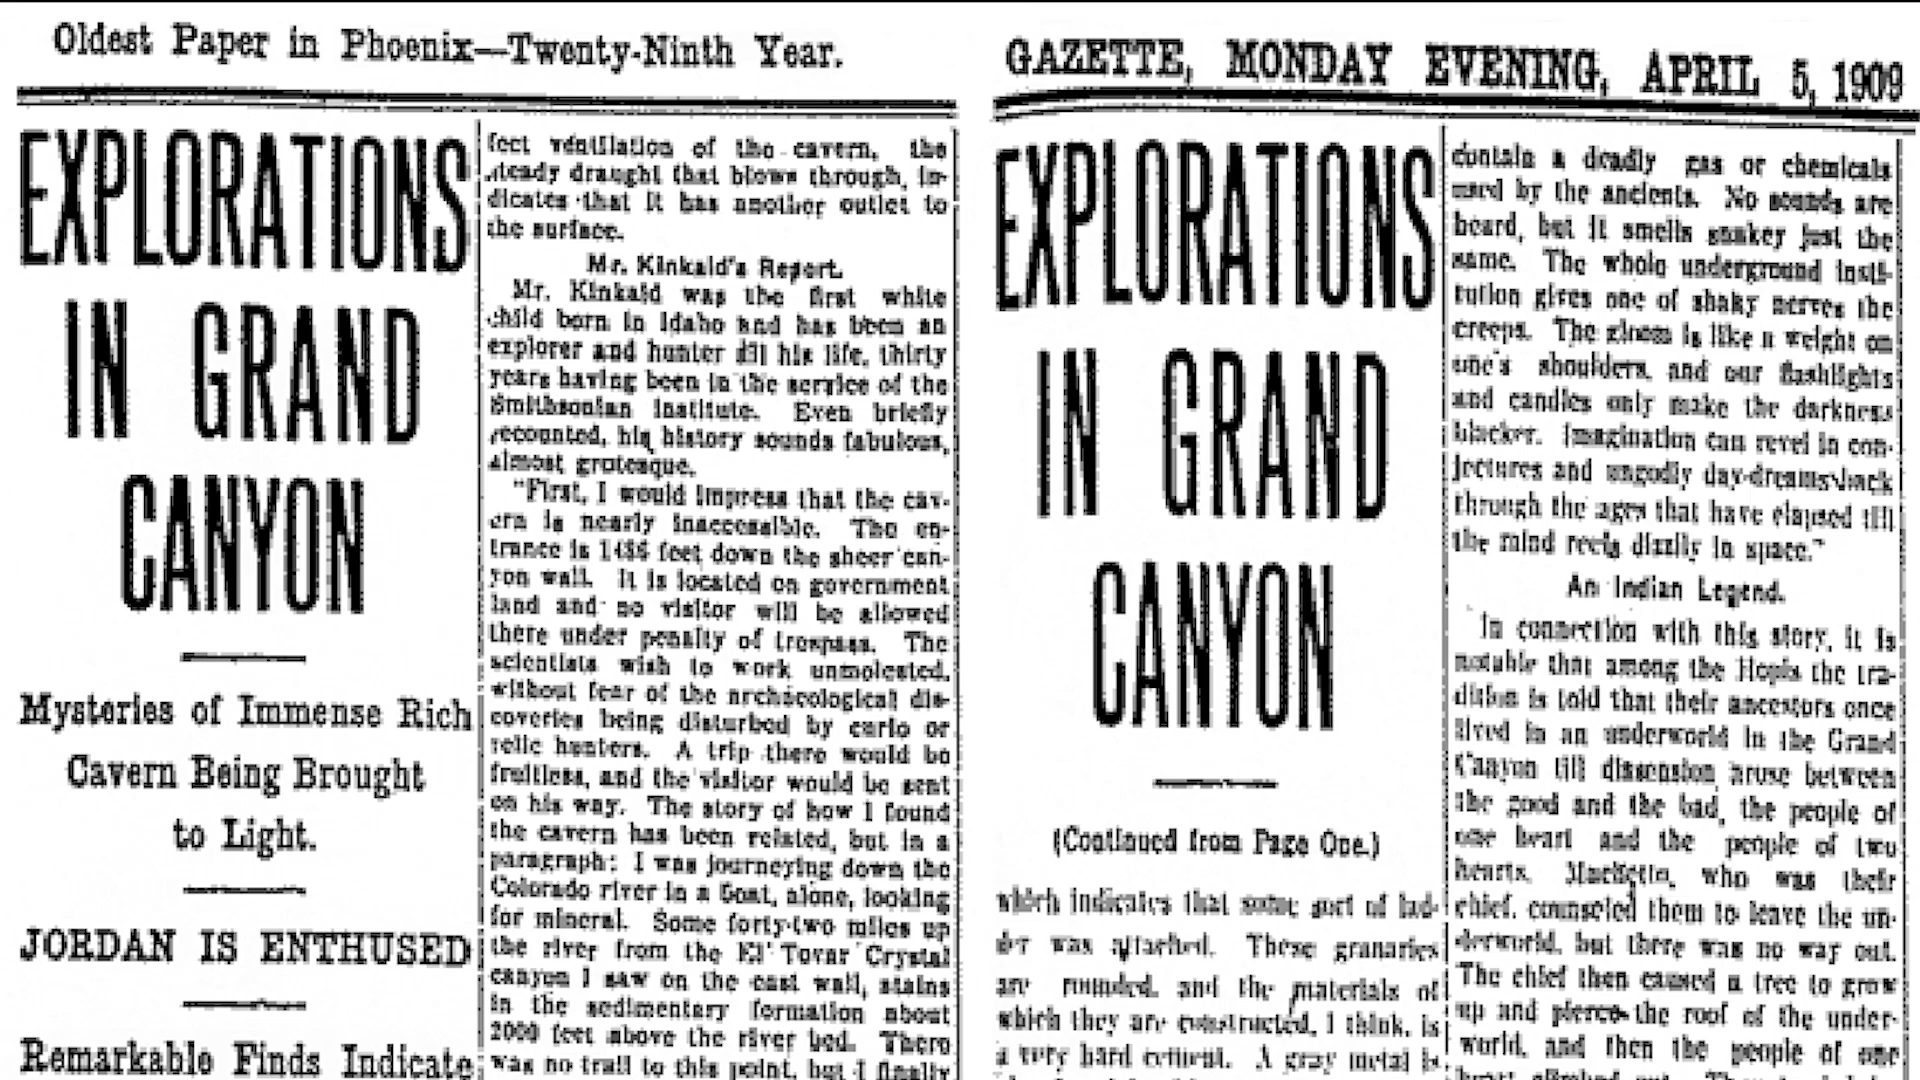 Oldest Paper in Phoenix—Twenty-Ninth Year.
EXPLORATIONS
IN GRAND
CANYON
Mysteries of Immense Rich
Cavern Being Brought
to Light.
JORDAN IS ENTHUSED
Remarkable Finds Indicate
fect ventilation of the cavern, the
steady draught that blows through, in-
dicates that it has another outlet to
the surface.
Mr. Kinkaid's Report.
Mr. Kinkaid was the first white
child born in Idaho and has been an
explorer and hunter all his life, thirty
years having been in the service of the
Smithsonian Institute. Even briefly
recounted, his history sounds fabulous,
almost grotesque.
"First, I would impress that the cav-
ern is nearly inaccessible. The en-
trance is 1486 feet down the sheer can-
yon wall. It is located on government
land and no visitor will be allowed
there under penalty of trespass. The
scientists wish to work unmolested,
without fear of the archaeological dis-
coveries being disturbed by curio or
relic hunters. A trip there would be
fruitless, and the visitor would be sent
on his way. The story of how I found
the cavern has been related, but in a
paragraph: I was journeying down the
Colorado river in a boat, alone, looking
for mineral. Some forty-two miles up
the river from the El Tovar Crystal
canyon I saw on the east wall, stains
in the sedimentary formation about
2000 feet above the river bed. There
was no trail to this point, but I finally
GAZETTE, MONDAY EVENING, APRIL 5, 1909
EXPLORATIONS
IN GRAND
CANYON
(Continued from Page One.)
which indicates that some sort of lad-
der was attached. These granaries
are rounded, and the materials of
which they are constructed, I think, is
a very hard cement. A gray metal is
contain a deadly gas or chemicals
used by the ancients. No sounds are
heard, but it smells snakey just the
same. The whole underground insti-
tution gives one of shaky nerves the
creeps. The gloom is like a weight on
one's shoulders, and our flashlights
and candles only make the darkness
blacker. Imagination can revel in con-
jectures and ungodly day-dreams back
through the ages that have elapsed till
the mind reels dizzily in space."
An Indian Legend.
In connection with this story, it is
notable that among the Hopis the tra-
dition is told that their ancestors once
lived in an underworld in the Grand
Canyon till dissension arose between
the good and the bad, the people of
one heart and the people of two
hearts. Machetto, who was their
chief, counseled them to leave the un-
derworld, but there was no way out.
The chief then caused a tree to grow
up and pierce the roof of the under-
world, and then the people of one